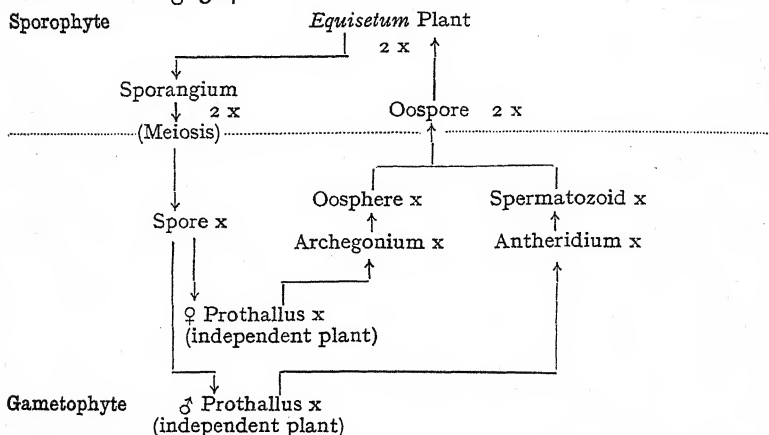 Sporophyte Equisetum Plant
2 x
Sporangium
2 x Oospore 2 x
(Meiosis)
Oosphere x Spermatozoid x
Spore x
Archegonium x Antheridium x
♀ Prothallus x
(independent plant)
Gametophyte ♂ Prothallus x
(independent plant)